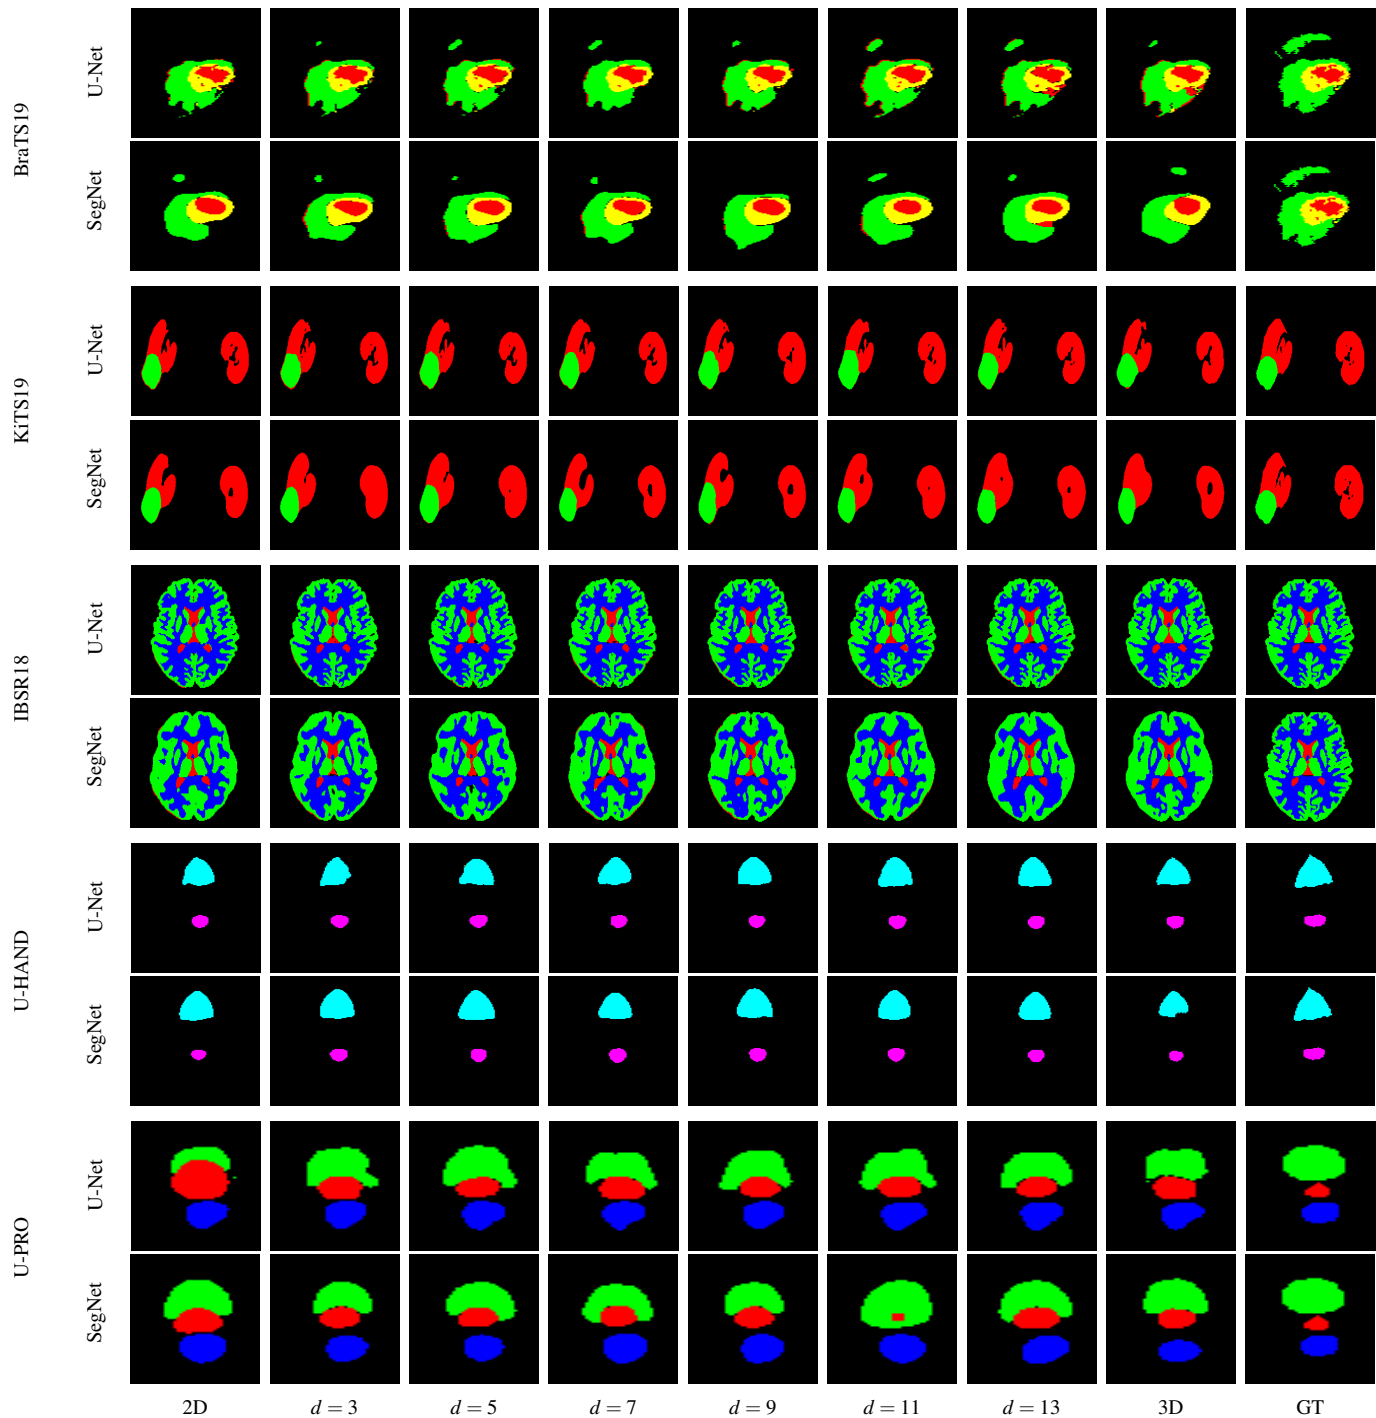 BraTS19
U-Net
SegNet
KiTS19
U-Net
SegNet
IBSR18
U-Net
SegNet
U-HAND
U-Net
SegNet
U-PRO
U-Net
SegNet
2D d = 3 d = 5 d = 7 d = 9 d = 11 d = 13 3D GT